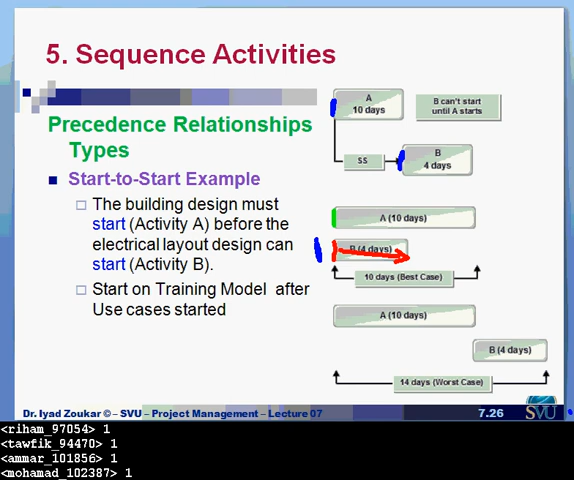 5. Sequence Activities
Precedence Relationships
Types
Start-to-Start Example
The building design must
start (Activity A) before the
electrical layout design can
start (Activity B).
Start on Training Model after
Use cases started
A
10 days
B can't start
until A starts
SS
B
4 days
A (10 days)
B (4 days)
10 days (Best Case)
A (10 days)
B (4 days)
14 days (Worst Case)
Dr. Iyad Zoukar © – SVU – Project Management – Lecture 07
7.26
SVU
<riham_97054> 1
<tawfik_94470> 1
<ammar_101856> 1
<mohamad_102387> 1